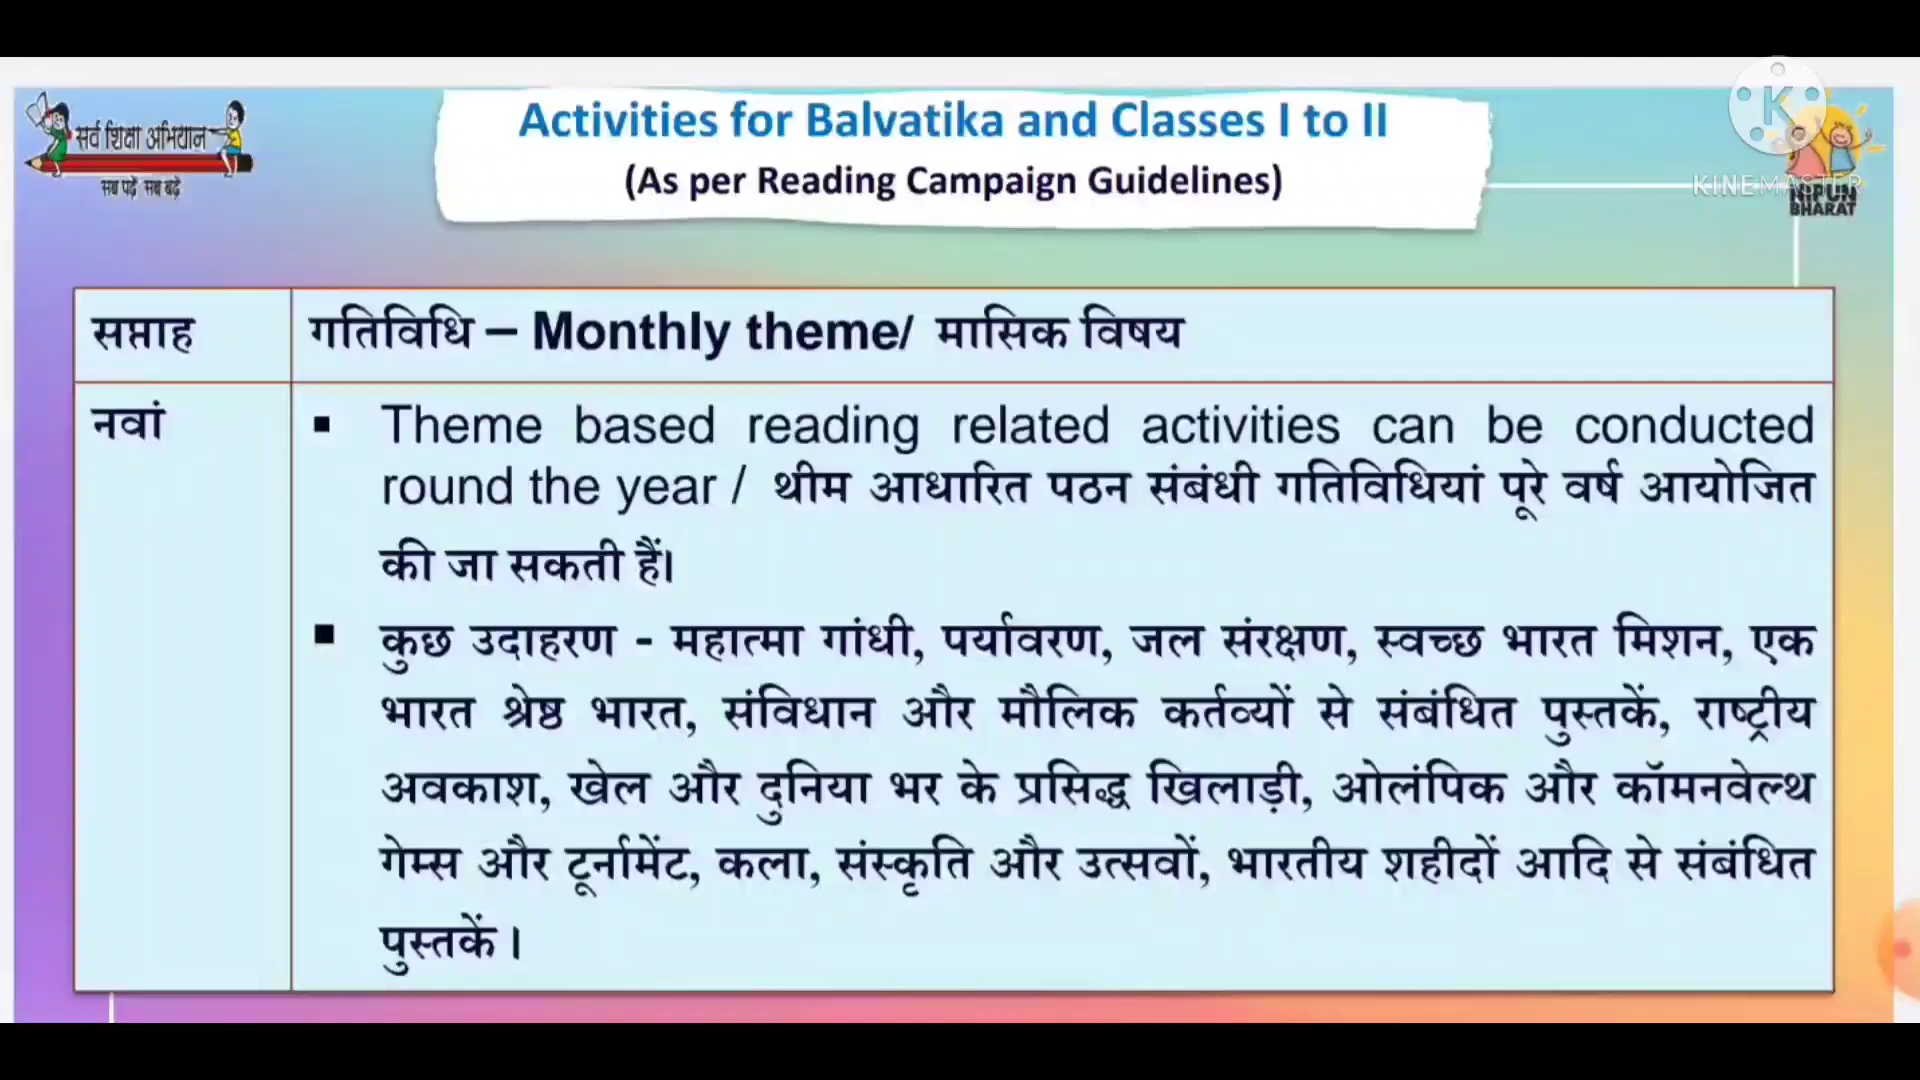 Activities for Balvatika and Classes I to II
(As per Reading Campaign Guidelines)
सर्व शिक्षा अभियान
सब पढ़ें सब बढ़ें
KINEMASTER
NIPUN
BHARAT
सप्ताह
गतिविधि – Monthly theme/ मासिक विषय
नवां
▪ Theme based reading related activities can be conducted
round the year / थीम आधारित पठन संबंधी गतिविधियां पूरे वर्ष आयोजित
की जा सकती हैं।
▪ कुछ उदाहरण - महात्मा गांधी, पर्यावरण, जल संरक्षण, स्वच्छ भारत मिशन, एक
भारत श्रेष्ठ भारत, संविधान और मौलिक कर्तव्यों से संबंधित पुस्तकें, राष्ट्रीय
अवकाश, खेल और दुनिया भर के प्रसिद्ध खिलाड़ी, ओलंपिक और कॉमनवेल्थ
गेम्स और टूर्नामेंट, कला, संस्कृति और उत्सवों, भारतीय शहीदों आदि से संबंधित
पुस्तकें ।